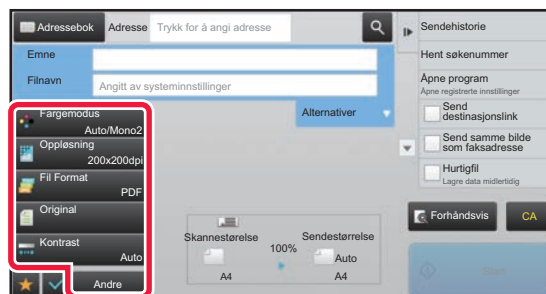 Adressebok
Adresse
Trykk for å angi adresse
Emne
Filnavn
Angitt av systeminnstillinger
Alternativer
Fargemodus
Auto/Mono2
Oppløsning
200x200dpi
Fil Format
PDF
Original
Kontrast
Auto
Andre
Skannestørelse
100%
Sendestørrelse
Auto
A4
A4
Sendehistorie
Hent søkenummer
Åpne program
Åpne registrerte innstillinger
Send
destinasjonslink
Send samme bilde
som faksadresse
Hurtigfil
Lagre data midlertidig
Forhåndsvis
CA
Start